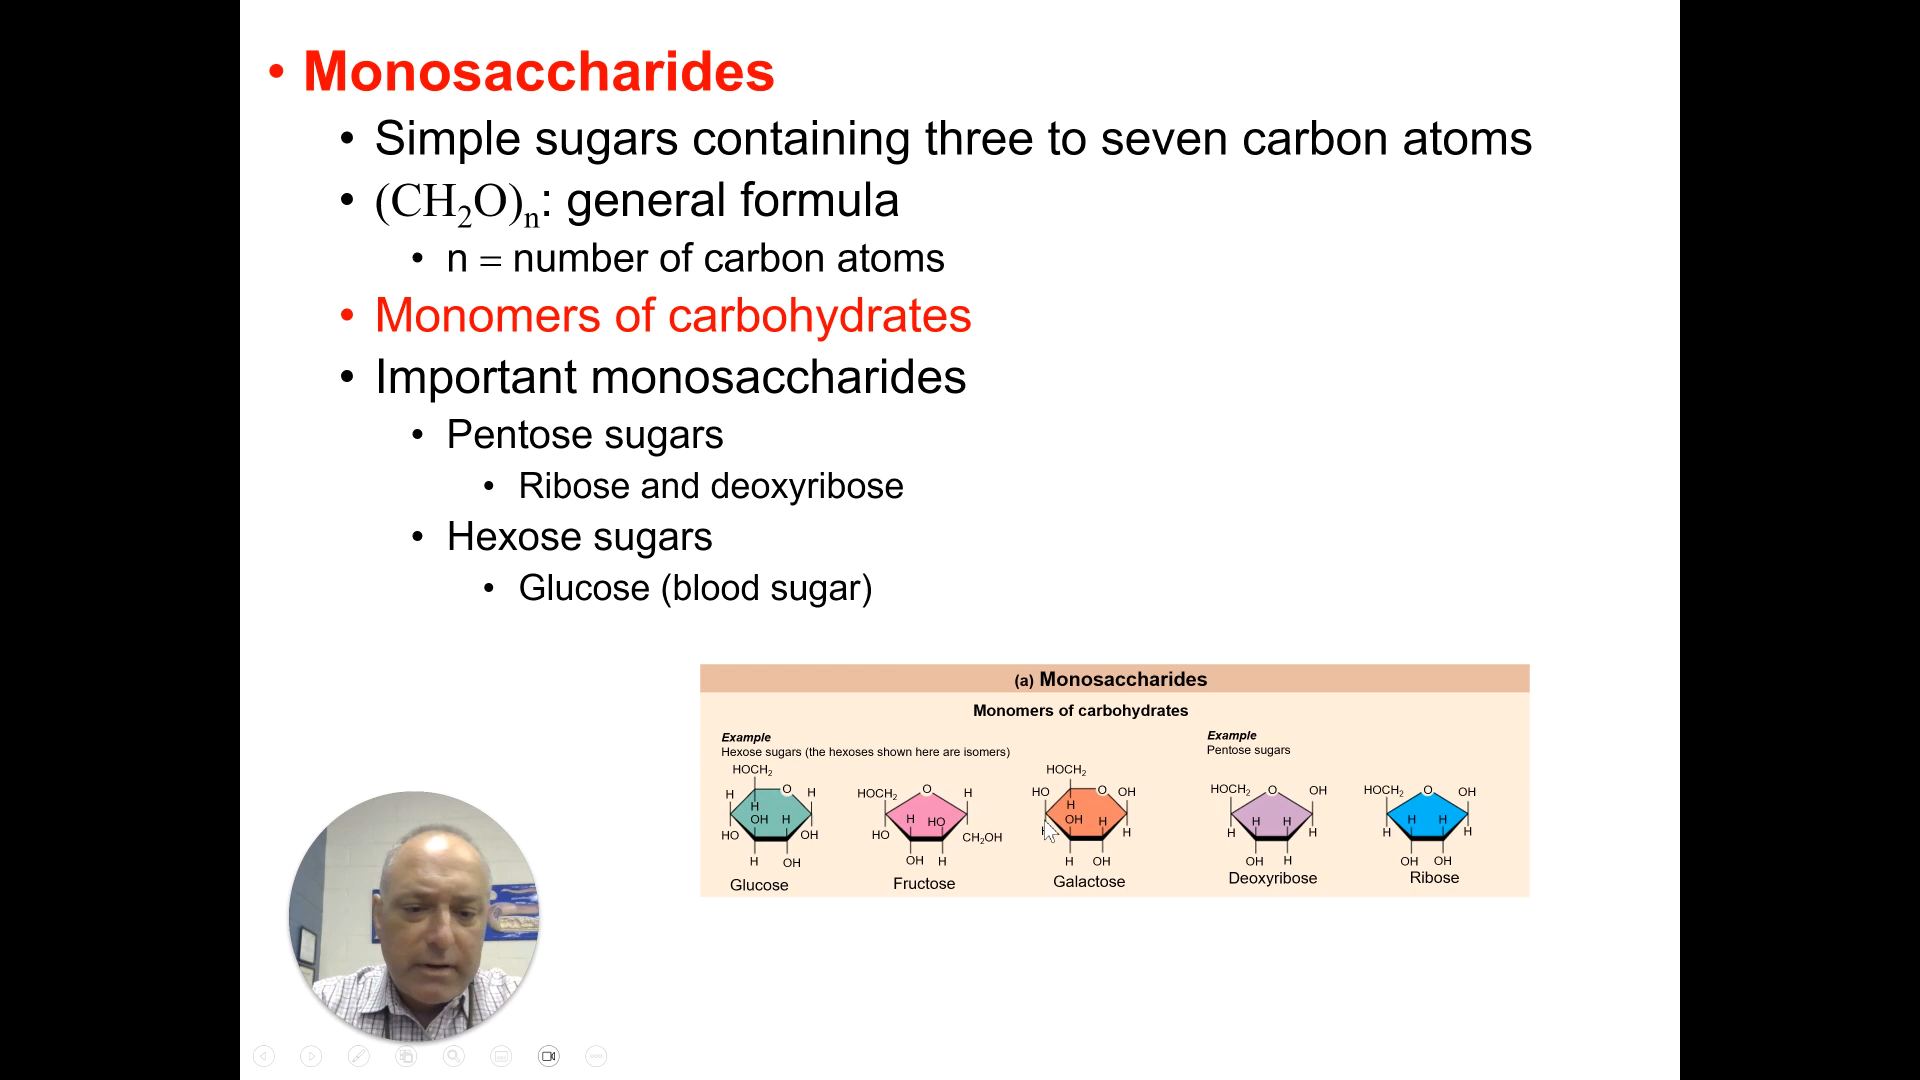 • Monosaccharides
• Simple sugars containing three to seven carbon atoms
• (CH₂O)ₙ: general formula
• n = number of carbon atoms
• Monomers of carbohydrates
• Important monosaccharides
• Pentose sugars
• Ribose and deoxyribose
• Hexose sugars
• Glucose (blood sugar)
(a) Monosaccharides
Monomers of carbohydrates
Example
Hexose sugars (the hexoses shown here are isomers)
HOCH₂
H O H
H
OH H
HO OH
H OH
Glucose
HOCH₂ O H
H HO
HO CH₂OH
OH H
Fructose
HOCH₂
HO O OH
H
OH H
H
H OH
Galactose
Example
Pentose sugars
HOCH₂ O OH
H H
H H
OH H
Deoxyribose
HOCH₂ O OH
H H
H H
OH OH
Ribose